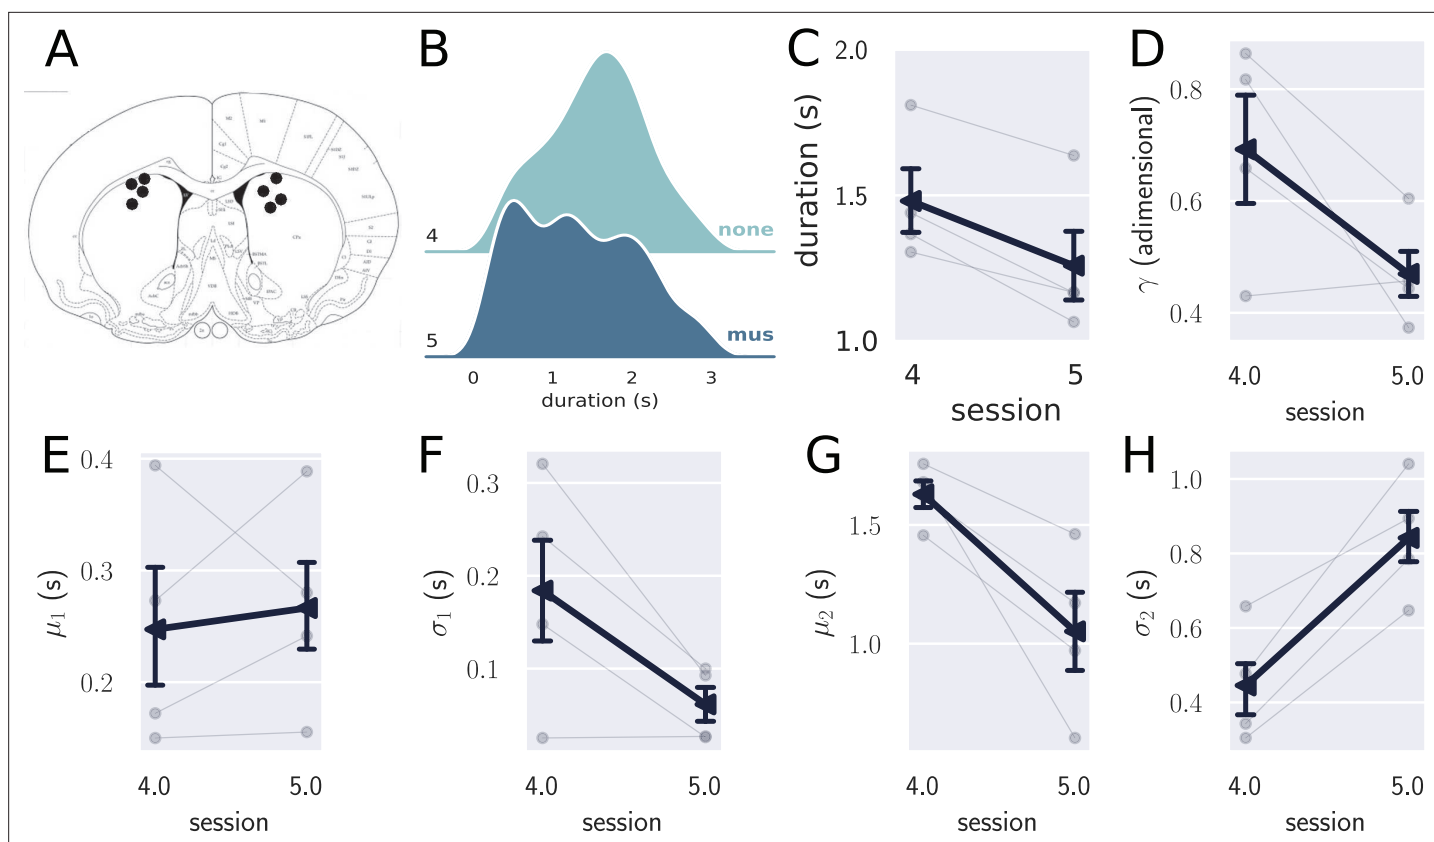 A
B
none
4
mus
5
0 1 2 3
duration (s)
C
2.0
1.5
1.0
duration (s)
4 5
session
D
0.8
0.6
0.4
γ (adimensional)
4.0 5.0
session
E
0.4
0.3
0.2
μ₁ (s)
4.0 5.0
session
F
0.3
0.2
0.1
σ₁ (s)
4.0 5.0
session
G
1.5
1.0
μ₂ (s)
4.0 5.0
session
H
1.0
0.8
0.6
0.4
σ₂ (s)
4.0 5.0
session